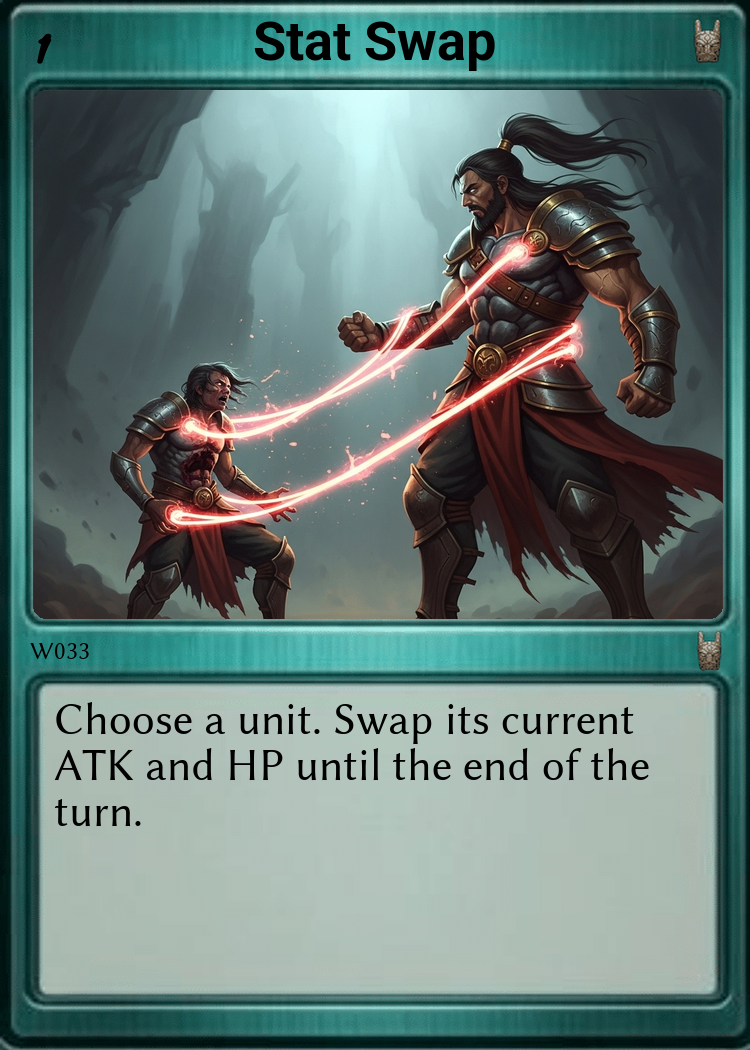 1
Stat Swap
W033
Choose a unit. Swap its current
ATK and HP until the end of the
turn.